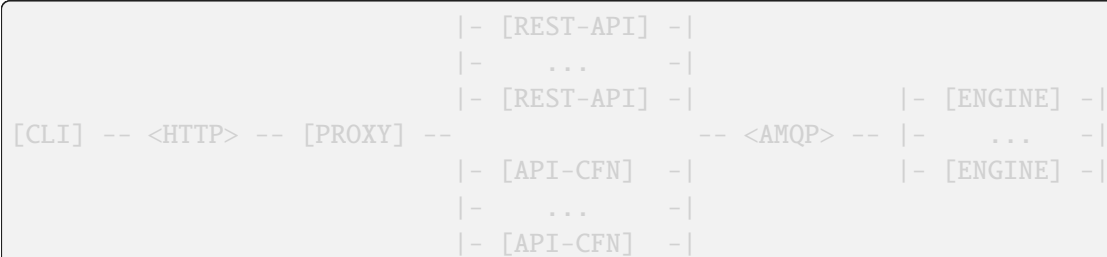 |- [REST-API] -|
                                 |-    ...     -|
                                 |- [REST-API] -|               |- [ENGINE] -|
[CLI] -- <HTTP> -- [PROXY] --                   -- <AMQP> -- |-    ...    -|
                                 |- [API-CFN]  -|               |- [ENGINE] -|
                                 |-    ...     -|
                                 |- [API-CFN]  -|